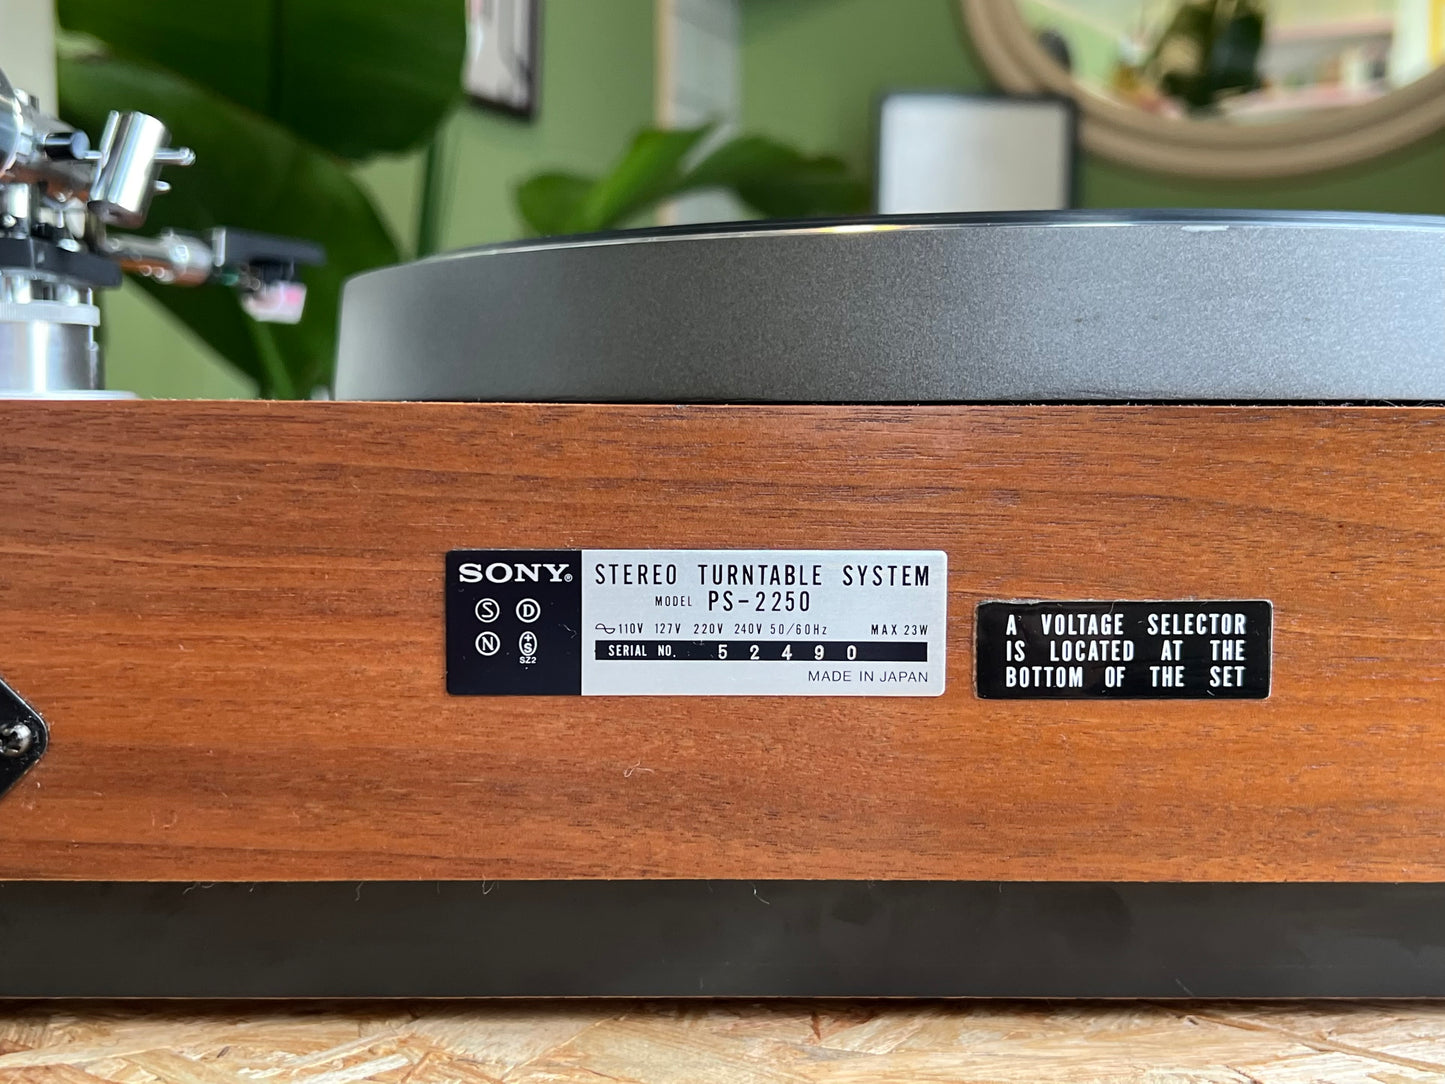 SONY® STEREO TURNTABLE SYSTEM
MODEL PS-2250
S D
N +S
SZ2
110V 127V 220V 240V 50/60Hz MAX 23W
SERIAL NO. 52490
MADE IN JAPAN
A VOLTAGE SELECTOR
IS LOCATED AT THE
BOTTOM OF THE SET